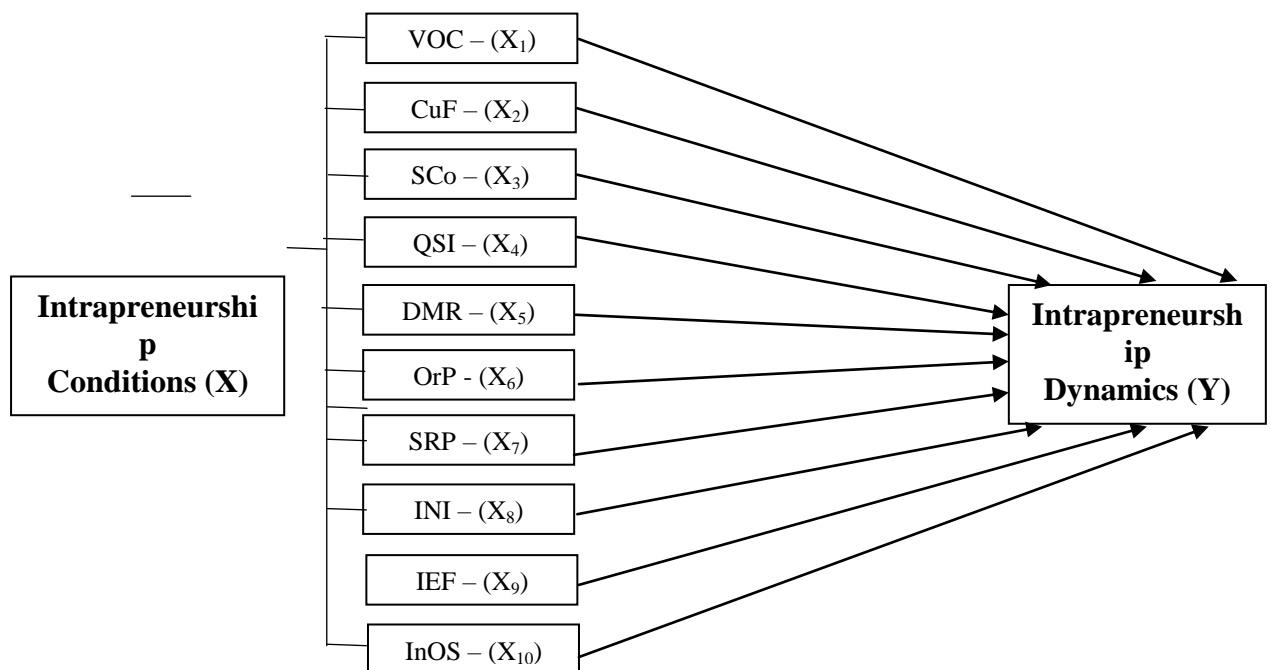 VOC – (X₁)
CuF – (X₂)
SCo – (X₃)
QSI – (X₄)
DMR – (X₅)
OrP - (X₆)
SRP – (X₇)
INI – (X₈)
IEF – (X₉)
InOS – (X₁₀)
Intrapreneurshi
p
Conditions (X)
Intrapreneursh
ip
Dynamics (Y)